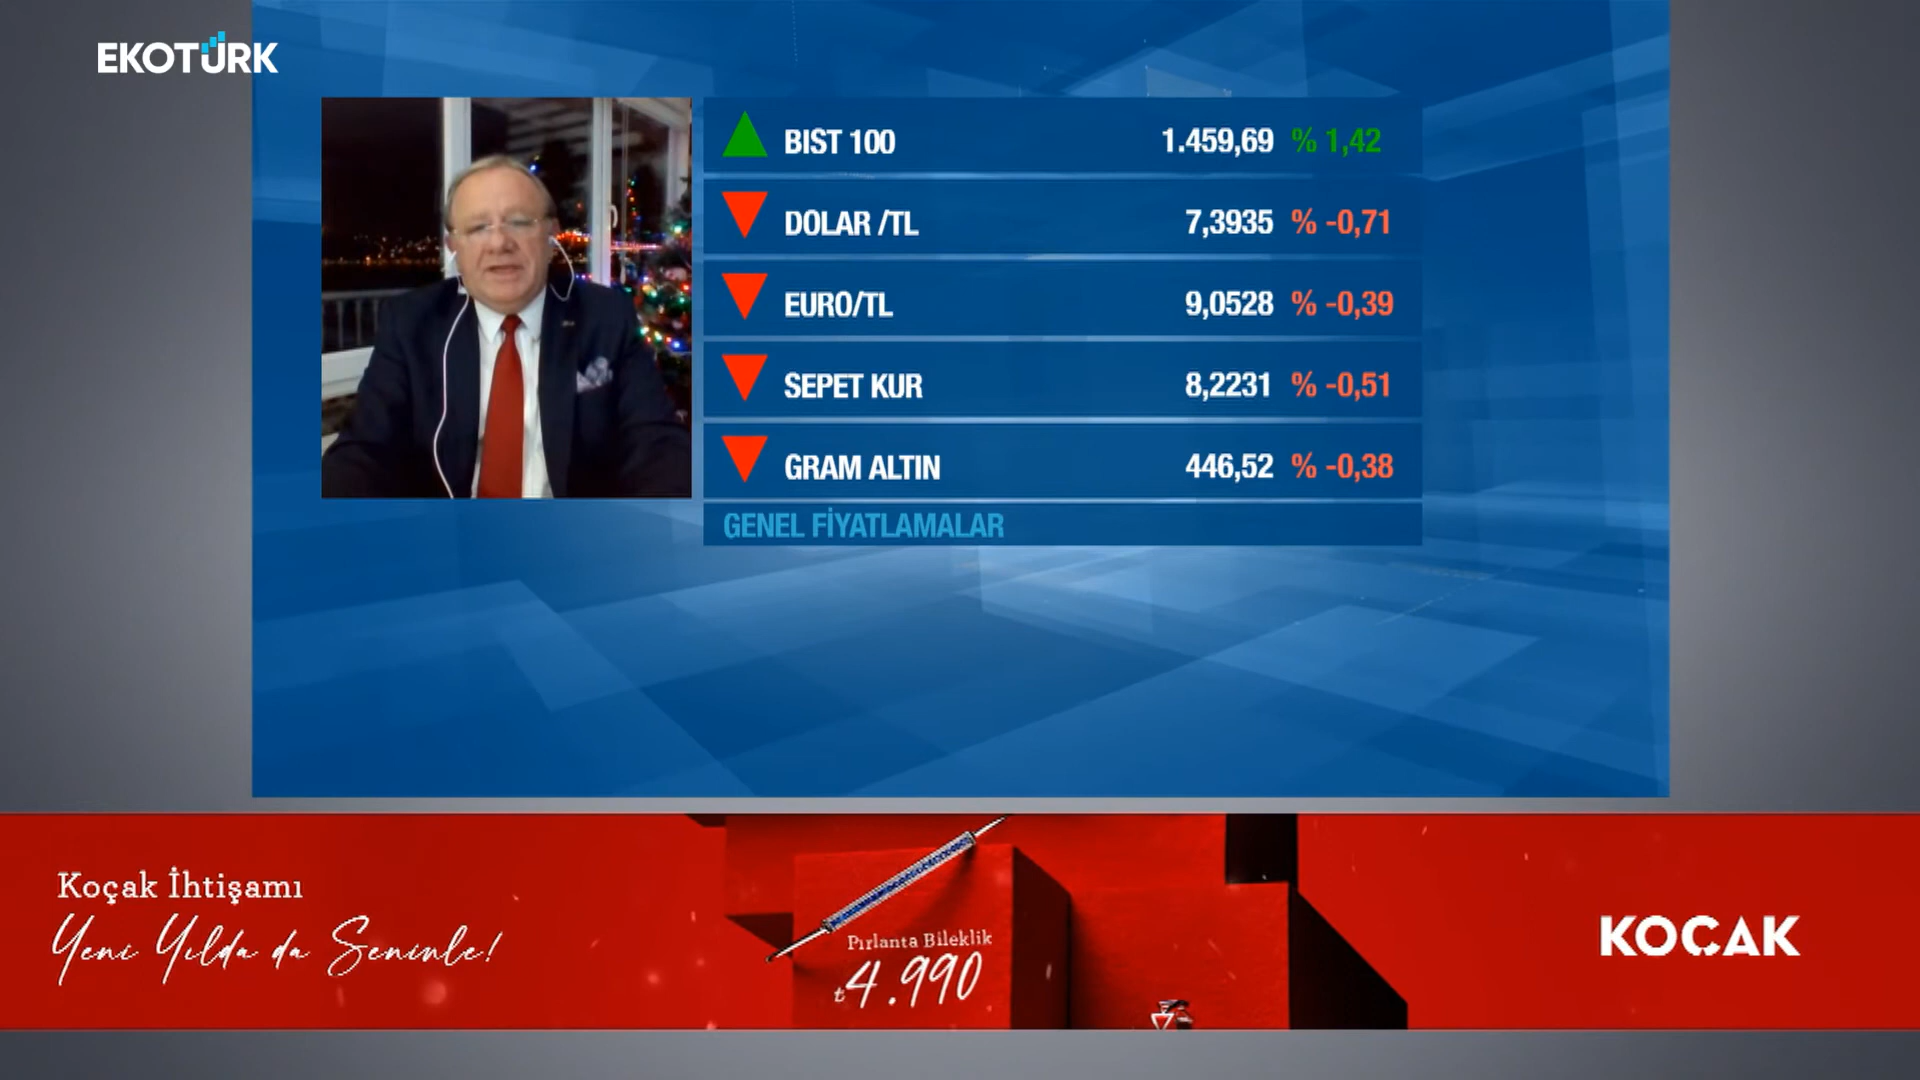 EKOTÜRK
BIST 100 1.459,69 % 1,42
DOLAR /TL 7,3935 % -0,71
EURO/TL 9,0528 % -0,39
SEPET KUR 8,2231 % -0,51
GRAM ALTIN 446,52 % -0,38
GENEL FİYATLAMALAR
Koçak İhtişamı
Yeni Yılda da Seninle!
Pırlanta Bileklik
₺4.990
KOÇAK